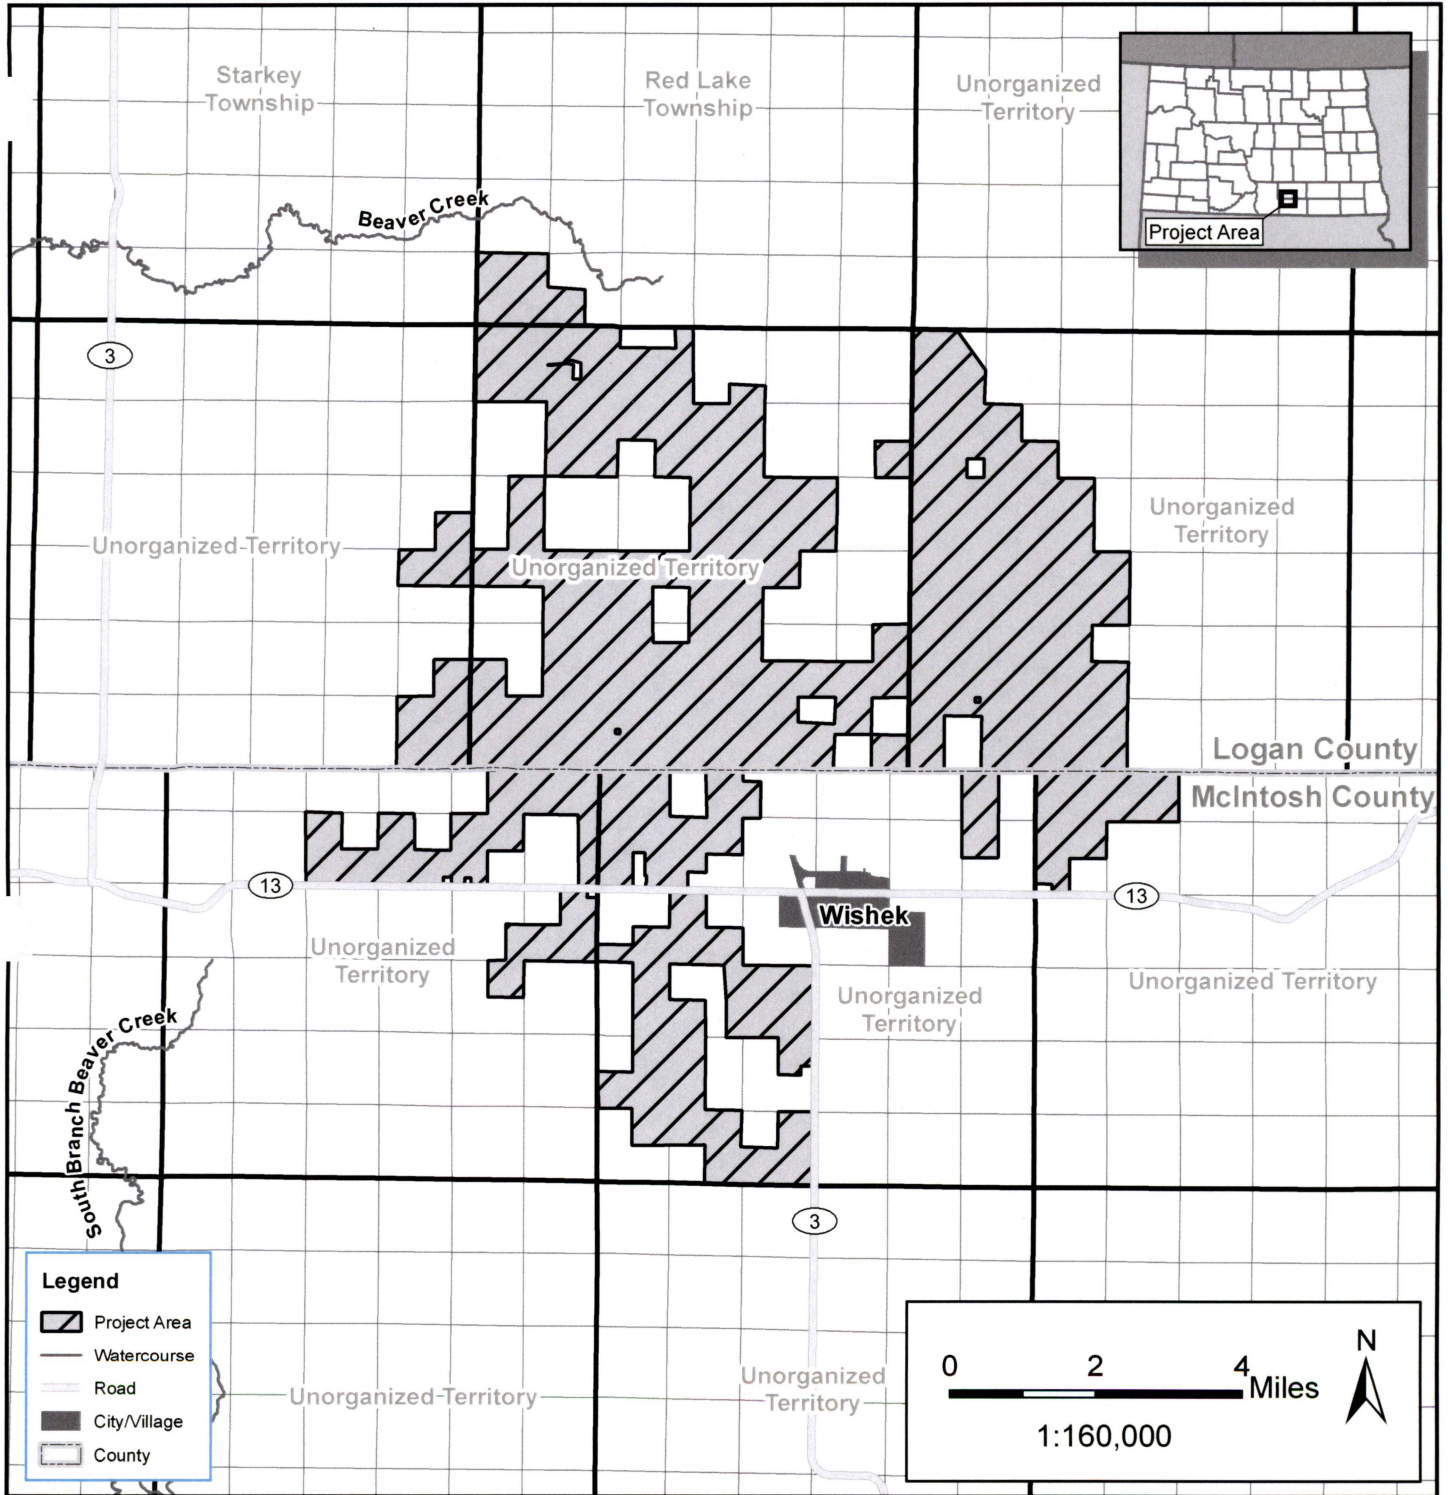 Starkey
Township
Red Lake
Township
Unorganized
Territory
Project Area
Beaver Creek
3
Unorganized Territory
Unorganized Territory
Unorganized
Territory
Logan County
McIntosh County
13
13
Wishek
Unorganized
Territory
Unorganized
Territory
Unorganized Territory
South Branch Beaver Creek
3
Legend
Project Area
Watercourse
Road
City/Village
County
Unorganized Territory
Unorganized
Territory
0 2 4 Miles
1:160,000
N